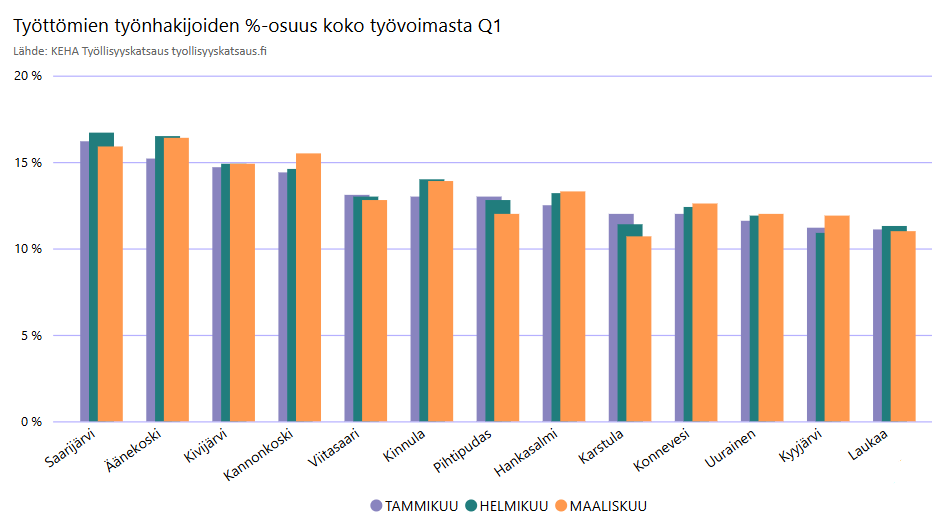 Työttömien työnhakijoiden %-osuus koko työvoimasta Q1
Lähde: KEHA Työllisyyskatsaus tyollisyyskatsaus.fi
20 %
15 %
10 %
5 %
0 %
Saarijärvi
Äänekoski
Kivijärvi
Kannonkoski
Viitasaari
Kinnula
Pihtipudas
Hankasalmi
Karstula
Konnevesi
Uurainen
Kyyjärvi
Laukaa
TAMMIKUU HELMIKUU MAALISKUU